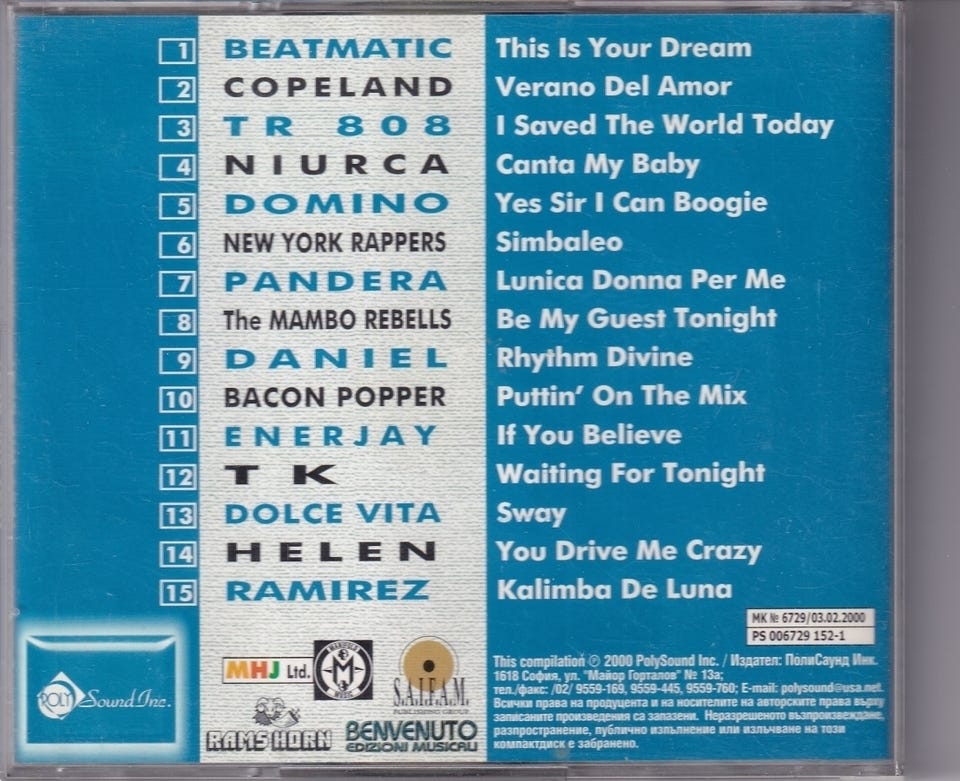 1 BEATMATIC This Is Your Dream
2 COPELAND Verano Del Amor
3 TR 808 I Saved The World Today
4 NIURCA Canta My Baby
5 DOMINO Yes Sir I Can Boogie
6 NEW YORK RAPPERS Simbaleo
7 PANDERA Lunica Donna Per Me
8 The MAMBO REBELLS Be My Guest Tonight
9 DANIEL Rhythm Divine
10 BACON POPPER Puttin' On The Mix
11 ENERJAY If You Believe
12 TK Waiting For Tonight
13 DOLCE VITA Sway
14 HELEN You Drive Me Crazy
15 RAMIREZ Kalimba De Luna
МК № 6729/03.02.2000
PS 006729 152-1
POLY Sound Inc.
MHJ Ltd.
MANIFOLD M MUSIC
S.A.I.F.A.M.
PUBLISHING GROUP
RAMS HORN
BENVENUTO
EDIZIONI MUSICALI
This compilation ℗ 2000 PolySound Inc. / Издател: ПолиСаунд Инк.
1618 София, ул. "Майор Горталов" № 13а;
тел./факс: /02/ 9559-169, 9559-445, 9559-760; E-mail: polysound@usa.net.
Всички права на продуцента и на носителите на авторските права върху
записаните произведения са запазени. Неразрешеното възпроизвеждане,
разпространение, публично изпълнение или излъчване на този
компактдиск е забранено.